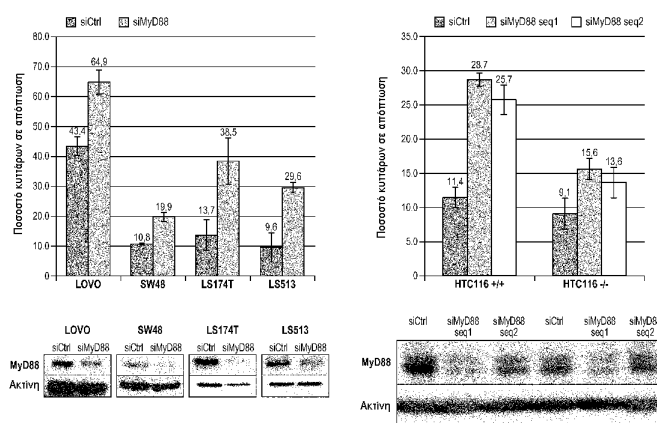 siCtrl siMyD88
Ποσοστό κυττάρων σε απόπτωση
80.0
70.0
60.0
50.0
40.0
30.0
20.0
10.0
0.0
43,4
64,9
10,8
19,9
13,7
38,5
9,6
29,6
LOVO SW48 LS174T LS513
LOVO SW48 LS174T LS513
siCtrl siMyD88 siCtrl siMyD88 siCtrl siMyD88 siCtrl siMyD88
MyD88
Ακτίνη
siCtrl siMyD88 seq1 siMyD88 seq2
Ποσοστό κυττάρων σε απόπτωση
35.0
30.0
25.0
20.0
15.0
10.0
5.0
0.0
11,4
28,7
25,7
9,1
15,6
13,6
HTC116 +/+ HTC116 -/-
siCtrl siMyD88 siMyD88 siCtrl siMyD88 siMyD88
seq1 seq2 seq1 seq2
MyD88
Ακτίνη